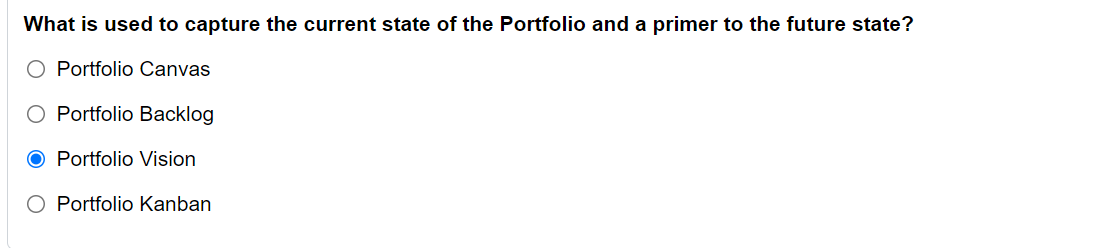 What is used to capture the current state of the Portfolio and a primer to the future state?
Portfolio Canvas
Portfolio Backlog
Portfolio Vision
Portfolio Kanban